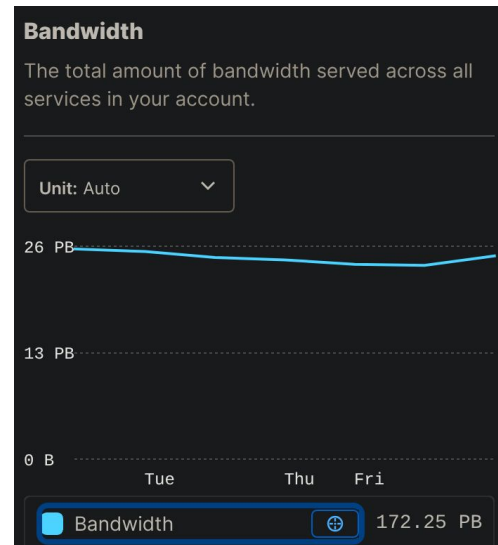 Bandwidth
The total amount of bandwidth served across all
services in your account.
Unit: Auto
26 PB
13 PB
0 B
Tue Thu Fri
Bandwidth 172.25 PB